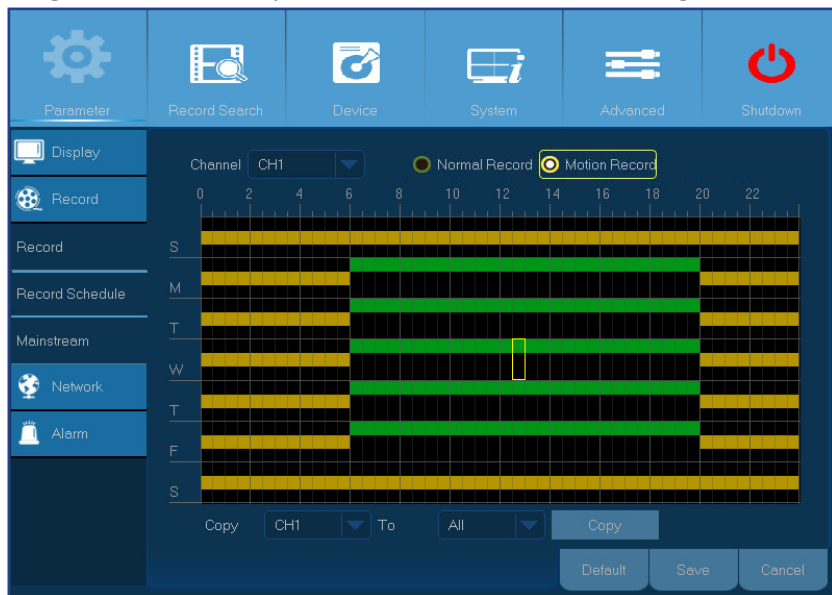 Parameter
Record Search
Device
System
Advanced
Shutdown
Display
Record
Record
Record Schedule
Mainstream
Network
Alarm
Channel CH1 Normal Record Motion Record
0 2 4 6 8 10 12 14 16 18 20 22
S
M
T
W
T
F
S
Copy CH1 To All Copy
Default Save Cancel